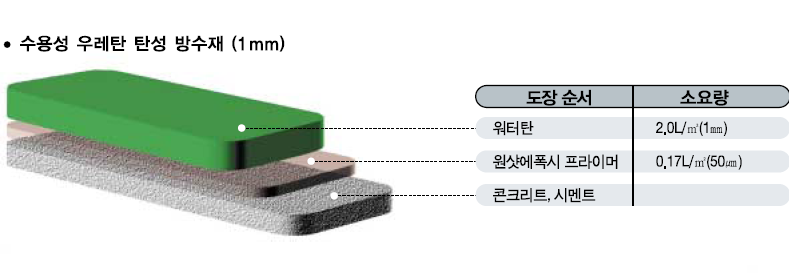 • 수용성 우레탄 탄성 방수재 (1mm)
도장 순서 소요량
워터탄 2.0L/㎡(1㎜)
원샷에폭시 프라이머 0.17L/㎡(50㎛)
콘크리트, 시멘트